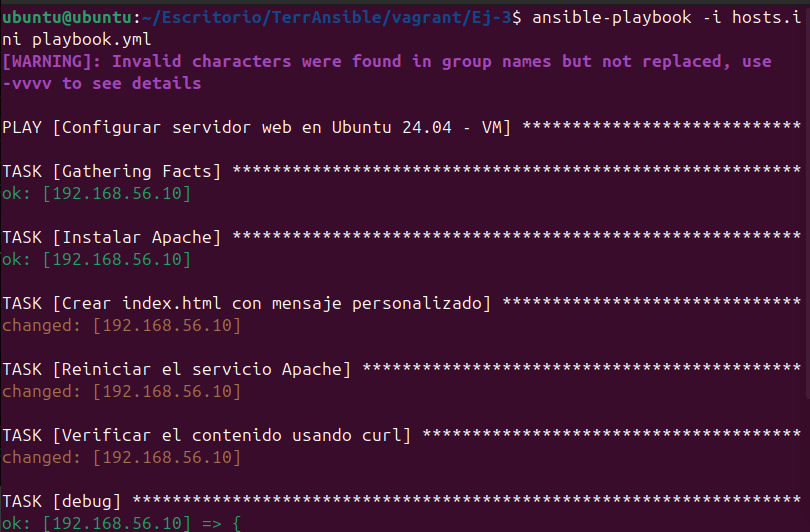 ubuntu@ubuntu:~/Escritorio/TerrAnsible/vagrant/Ej-3$ ansible-playbook -i hosts.i
ni playbook.yml
[WARNING]: Invalid characters were found in group names but not replaced, use
-vvvv to see details
PLAY [Configurar servidor web en Ubuntu 24.04 - VM] ****************************
TASK [Gathering Facts] *********************************************************
ok: [192.168.56.10]
TASK [Instalar Apache] *********************************************************
ok: [192.168.56.10]
TASK [Crear index.html con mensaje personalizado] ******************************
changed: [192.168.56.10]
TASK [Reiniciar el servicio Apache] ********************************************
changed: [192.168.56.10]
TASK [Verificar el contenido usando curl] **************************************
changed: [192.168.56.10]
TASK [debug] *******************************************************************
ok: [192.168.56.10] => {